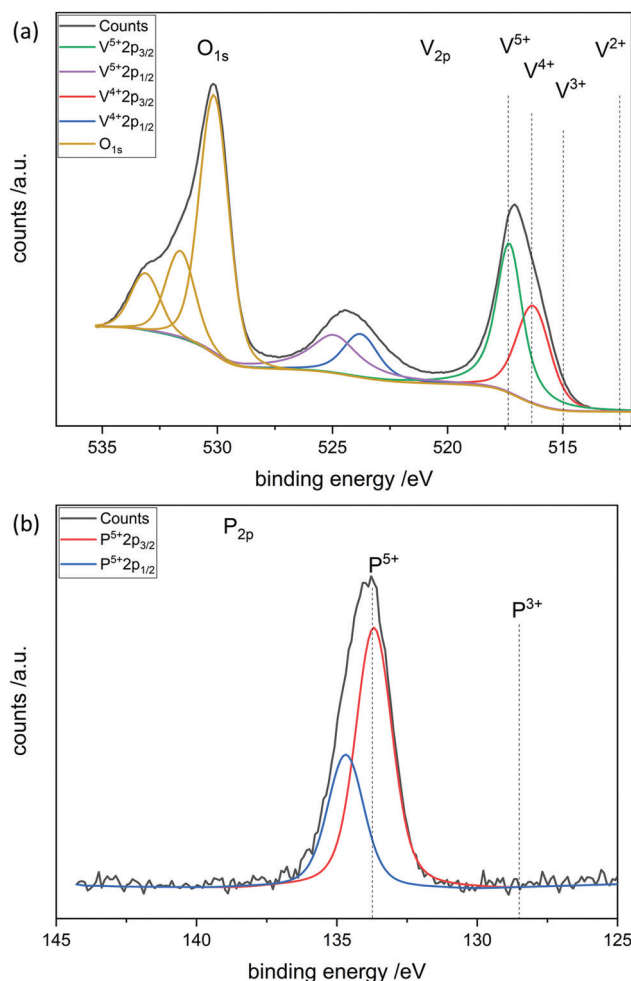 (a)
Counts
V⁵⁺2p₃/₂
V⁵⁺2p₁/₂
V⁴⁺2p₃/₂
V⁴⁺2p₁/₂
O₁ₛ
O₁ₛ
V₂ₚ
V⁵⁺
V⁴⁺
V³⁺
V²⁺
counts /a.u.
535 530 525 520 515
binding energy /eV
(b)
Counts
P⁵⁺2p₃/₂
P⁵⁺2p₁/₂
P₂ₚ
P⁵⁺
P³⁺
counts /a.u.
145 140 135 130 125
binding energy /eV